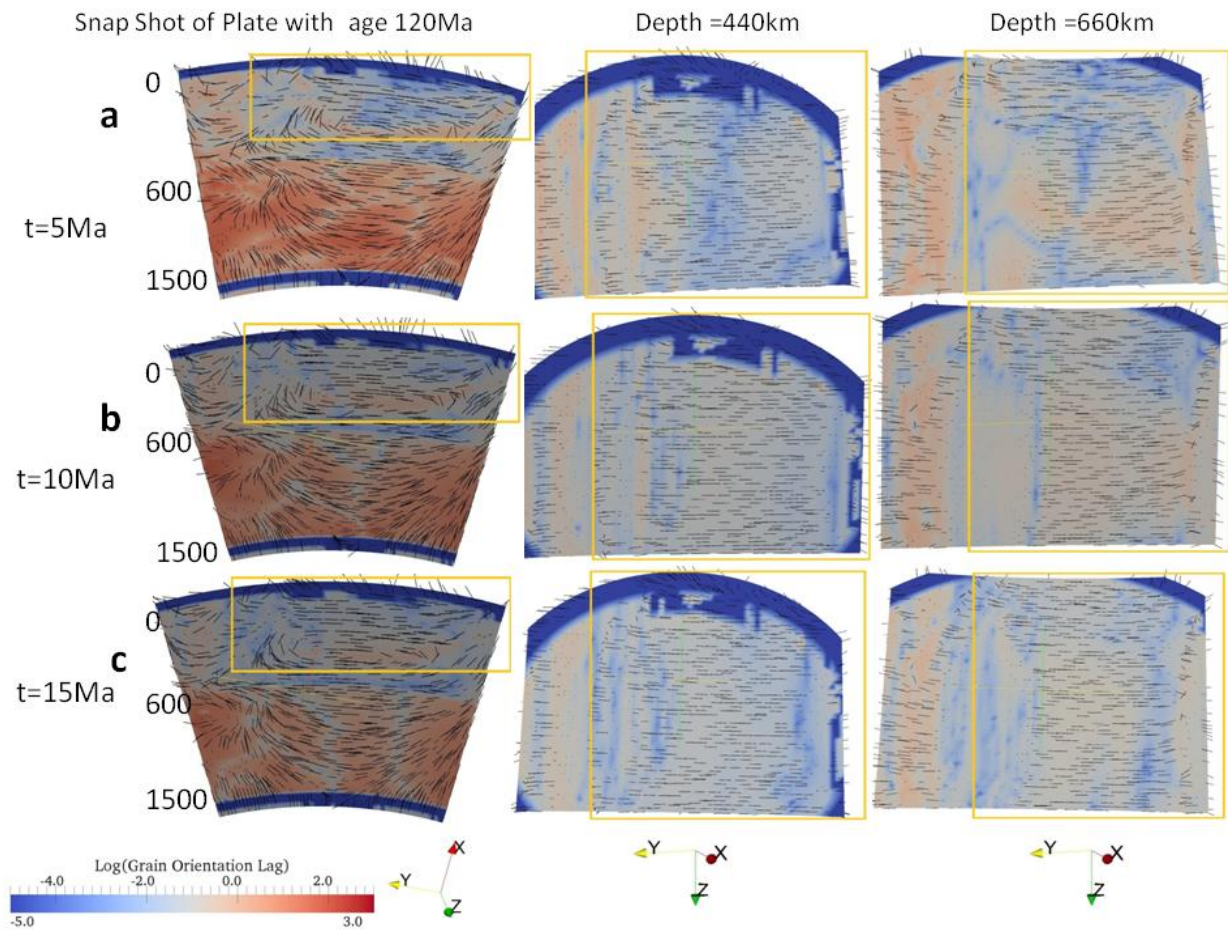 Snap Shot of Plate with age 120Ma
Depth =440km
Depth =660km
0
a
600
t=5Ma
1500
0
b
600
t=10Ma
1500
0
c
t=15Ma
600
1500
Log(Grain Orientation Lag)
-4.0 -2.0 0.0 2.0
-5.0 3.0
X
Y
Z
Y X
Z
Y X
Z